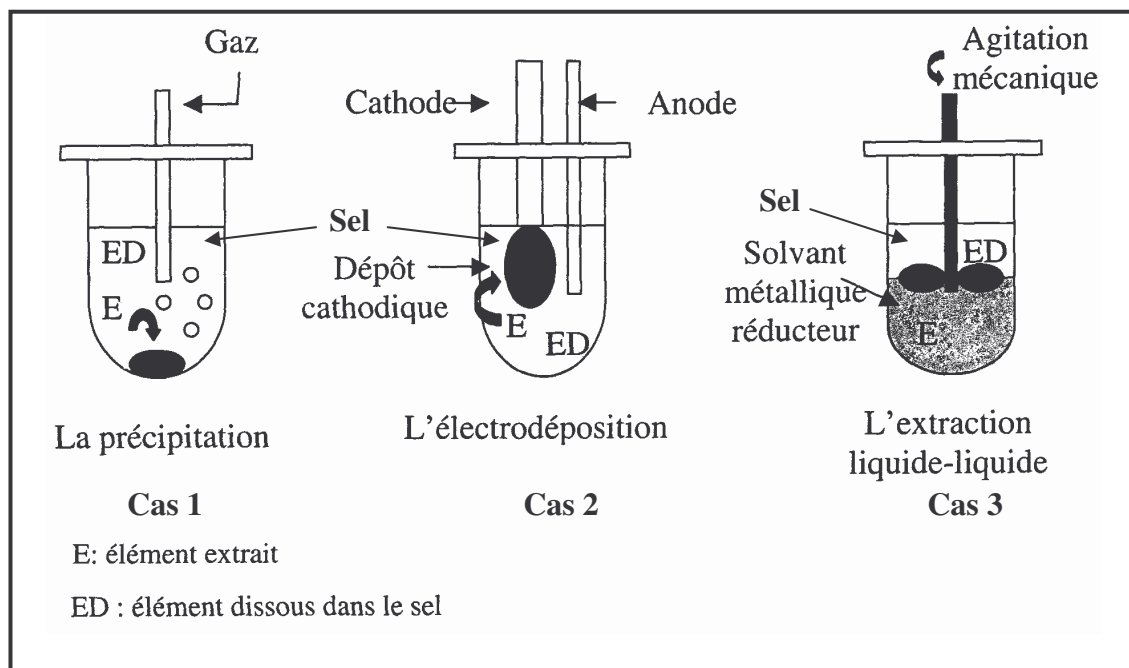 Gaz
Sel
ED
E
La précipitation
Cas 1
Cathode
Anode
Dépôt
cathodique
E
ED
L'électrodéposition
Cas 2
Agitation
mécanique
Sel
ED
Solvant
métallique
réducteur
E
L'extraction
liquide-liquide
Cas 3
E: élément extrait
ED : élément dissous dans le sel